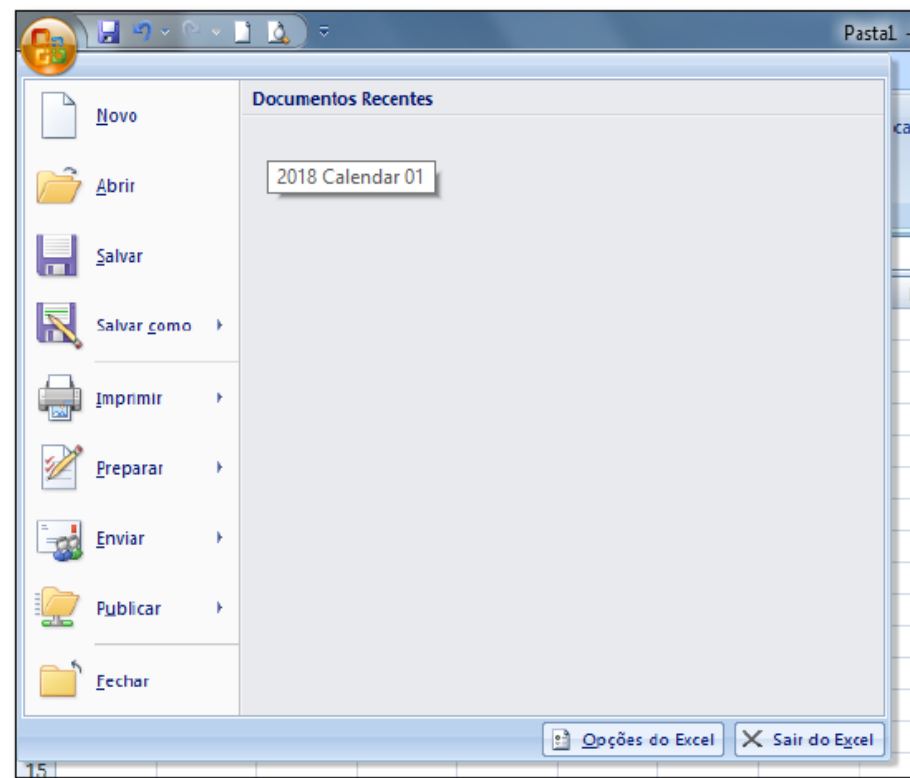 Pasta1 -
Documentos Recentes
Novo
ca
2018 Calendar 01
Abrir
Salvar
Salvar como
Imprimir
Preparar
Enviar
Publicar
Fechar
Opções do Excel
Sair do Excel
15